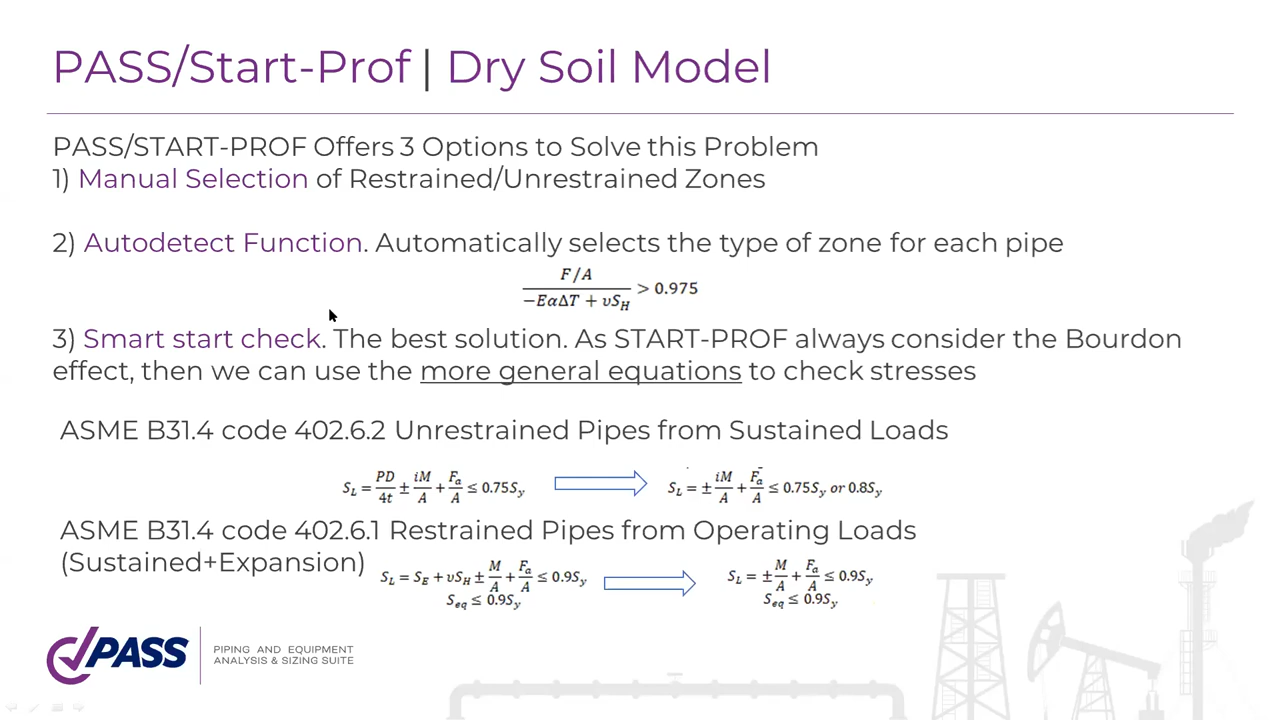 PASS/Start-Prof | Dry Soil Model
PASS/START-PROF Offers 3 Options to Solve this Problem
1) Manual Selection of Restrained/Unrestrained Zones
2) Autodetect Function. Automatically selects the type of zone for each pipe
F/A / (−EαΔT + υS_H) > 0.975
3) Smart start check. The best solution. As START-PROF always consider the Bourdon
effect, then we can use the more general equations to check stresses
ASME B31.4 code 402.6.2 Unrestrained Pipes from Sustained Loads
S_L = PD/4t ± iM/A + F_a/A ≤ 0.75S_y
S_L = ± iM/A + F_a/A ≤ 0.75S_y or 0.8S_y
ASME B31.4 code 402.6.1 Restrained Pipes from Operating Loads
(Sustained+Expansion)
S_L = S_E + υS_H ± M/A + F_a/A ≤ 0.9S_y
S_eq ≤ 0.9S_y
S_L = ± M/A + F_a/A ≤ 0.9S_y
S_eq ≤ 0.9S_y
PASS
PIPING AND EQUIPMENT
ANALYSIS & SIZING SUITE